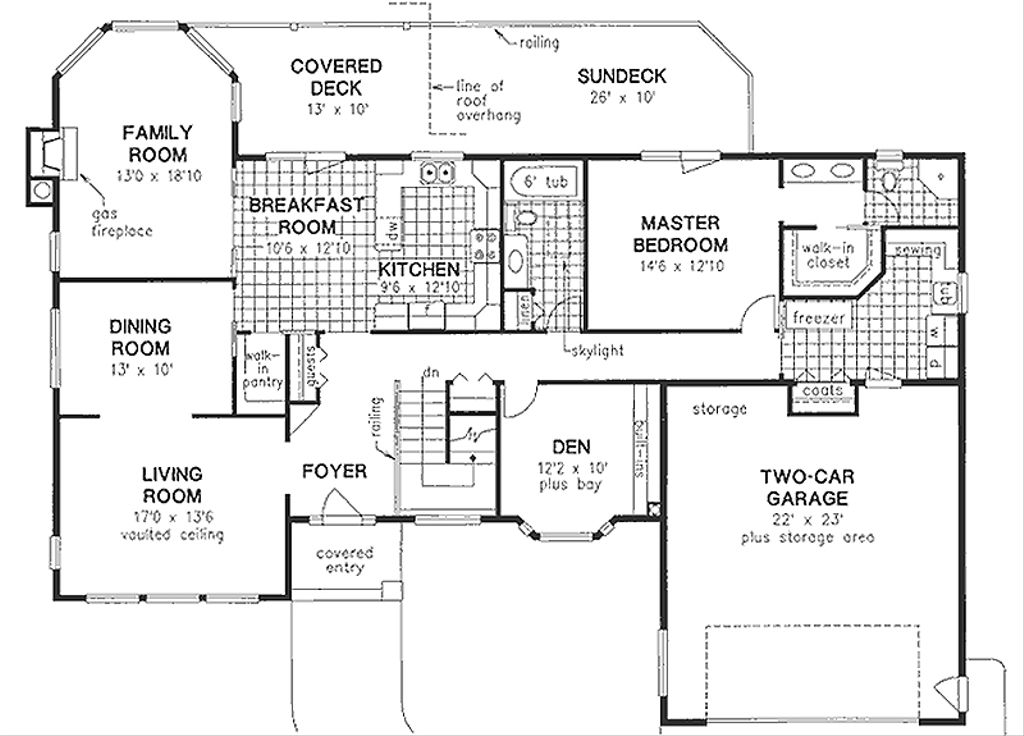 railing
COVERED
DECK
13' x 10'
SUNDECK
26' x 10'
line of
roof
overhang
FAMILY
ROOM
13'0 x 18'10
gas
fireplace
BREAKFAST
ROOM
10'6 x 12'10
dw
KITCHEN
9'6 x 12'10
6' tub
linen
skylight
MASTER
BEDROOM
14'6 x 12'10
walk-in
closet
sewing
tub
freezer
w
d
coats
DINING
ROOM
13' x 10'
walk-
in
pantry
guests
dn
railing
storage
DEN
12'2 x 10'
plus bay
built-ins
LIVING
ROOM
17'0 x 13'6
vaulted ceiling
FOYER
TWO-CAR
GARAGE
22' x 23'
plus storage area
covered
entry